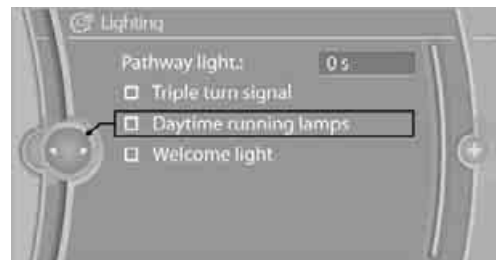 Lighting
Pathway light.: 0 s
Triple turn signal
Daytime running lamps
Welcome light